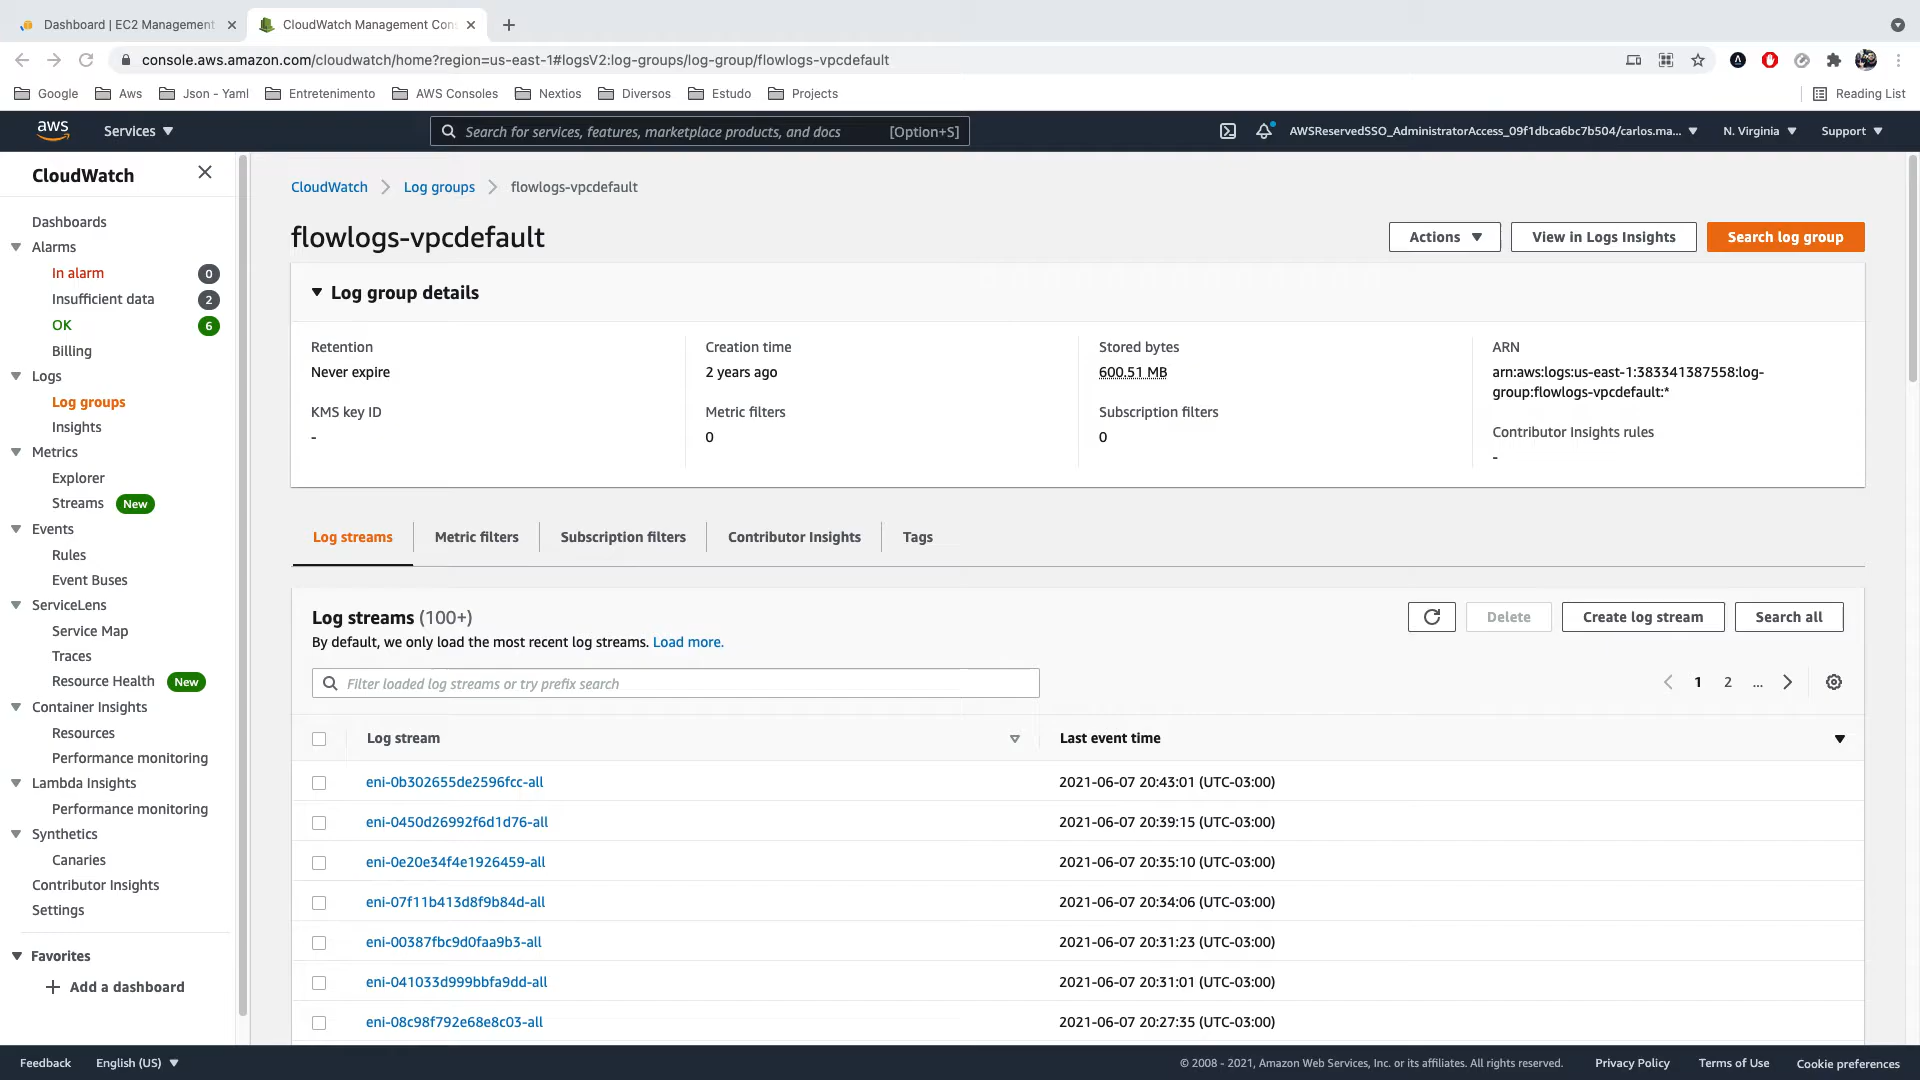 Dashboard | EC2 Management
CloudWatch Management Con
console.aws.amazon.com/cloudwatch/home?region=us-east-1#logsV2:log-groups/log-group/flowlogs-vpcdefault
Google
Aws
Json - Yaml
Entretenimento
AWS Consoles
Nextios
Diversos
Estudo
Projects
Reading List
aws
Services
Search for services, features, marketplace products, and docs
[Option+S]
AWSReservedSSO_AdministratorAccess_09f1dbca6bc7b504/carlos.ma...
N. Virginia
Support
CloudWatch
Dashboards
Alarms
In alarm 0
Insufficient data 2
OK 6
Billing
Logs
Log groups
Insights
Metrics
Explorer
Streams New
Events
Rules
Event Buses
ServiceLens
Service Map
Traces
Resource Health New
Container Insights
Resources
Performance monitoring
Lambda Insights
Performance monitoring
Synthetics
Canaries
Contributor Insights
Settings
Favorites
Add a dashboard
CloudWatch
Log groups
flowlogs-vpcdefault
flowlogs-vpcdefault
Actions
View in Logs Insights
Search log group
Log group details
Retention
Never expire
KMS key ID
-
Creation time
2 years ago
Metric filters
0
Stored bytes
600.51 MB
Subscription filters
0
ARN
arn:aws:logs:us-east-1:383341387558:log-
group:flowlogs-vpcdefault:*
Contributor Insights rules
-
Log streams
Metric filters
Subscription filters
Contributor Insights
Tags
Log streams (100+)
By default, we only load the most recent log streams. Load more.
Delete
Create log stream
Search all
Filter loaded log streams or try prefix search
1 2 ...
Log stream
Last event time
eni-0b302655de2596fcc-all 2021-06-07 20:43:01 (UTC-03:00)
eni-0450d26992f6d1d76-all 2021-06-07 20:39:15 (UTC-03:00)
eni-0e20e34f4e1926459-all 2021-06-07 20:35:10 (UTC-03:00)
eni-07f11b413d8f9b84d-all 2021-06-07 20:34:06 (UTC-03:00)
eni-00387fbc9d0faa9b3-all 2021-06-07 20:31:23 (UTC-03:00)
eni-041033d999bbfa9dd-all 2021-06-07 20:31:01 (UTC-03:00)
eni-08c98f792e68e8c03-all 2021-06-07 20:27:35 (UTC-03:00)
Feedback
English (US)
© 2008 - 2021, Amazon Web Services, Inc. or its affiliates. All rights reserved.
Privacy Policy
Terms of Use
Cookie preferences